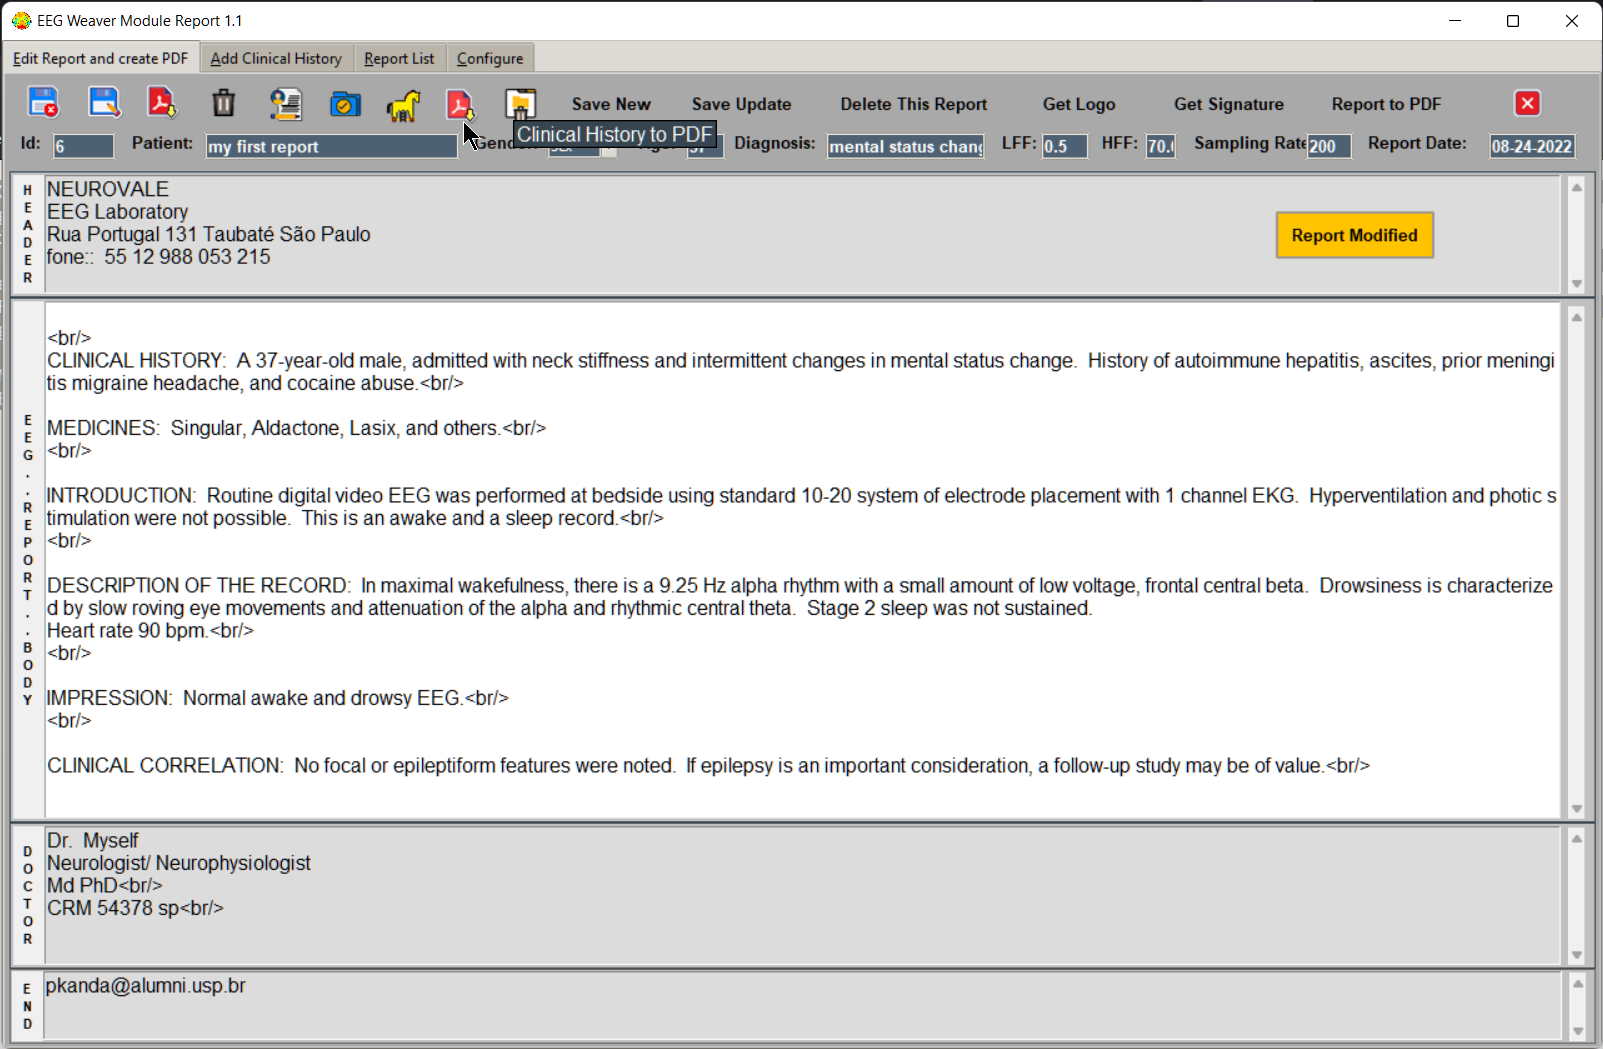 EEG Weaver Module Report 1.1
Edit Report and create PDF Add Clinical History Report List Configure
Save New Save Update Delete This Report Get Logo Get Signature Report to PDF
Clinical History to PDF
Id: 6 Patient: my first report Diagnosis: mental status chang LFF: 0.5 HFF: 70. Sampling Rate 200 Report Date: 08-24-2022
HEADER
NEUROVALE
EEG Laboratory
Rua Portugal 131 Taubaté São Paulo
fone:: 55 12 988 053 215
Report Modified
EEG..REPORT..BODY
<br/>
CLINICAL HISTORY: A 37-year-old male, admitted with neck stiffness and intermittent changes in mental status change. History of autoimmune hepatitis, ascites, prior meningi
tis migraine headache, and cocaine abuse.<br/>
MEDICINES: Singular, Aldactone, Lasix, and others.<br/>
<br/>
INTRODUCTION: Routine digital video EEG was performed at bedside using standard 10-20 system of electrode placement with 1 channel EKG. Hyperventilation and photic s
timulation were not possible. This is an awake and a sleep record.<br/>
<br/>
DESCRIPTION OF THE RECORD: In maximal wakefulness, there is a 9.25 Hz alpha rhythm with a small amount of low voltage, frontal central beta. Drowsiness is characterize
d by slow roving eye movements and attenuation of the alpha and rhythmic central theta. Stage 2 sleep was not sustained.
Heart rate 90 bpm.<br/>
<br/>
IMPRESSION: Normal awake and drowsy EEG.<br/>
<br/>
CLINICAL CORRELATION: No focal or epileptiform features were noted. If epilepsy is an important consideration, a follow-up study may be of value.<br/>
DOCTOR
Dr. Myself
Neurologist/ Neurophysiologist
Md PhD<br/>
CRM 54378 sp<br/>
END
pkanda@alumni.usp.br